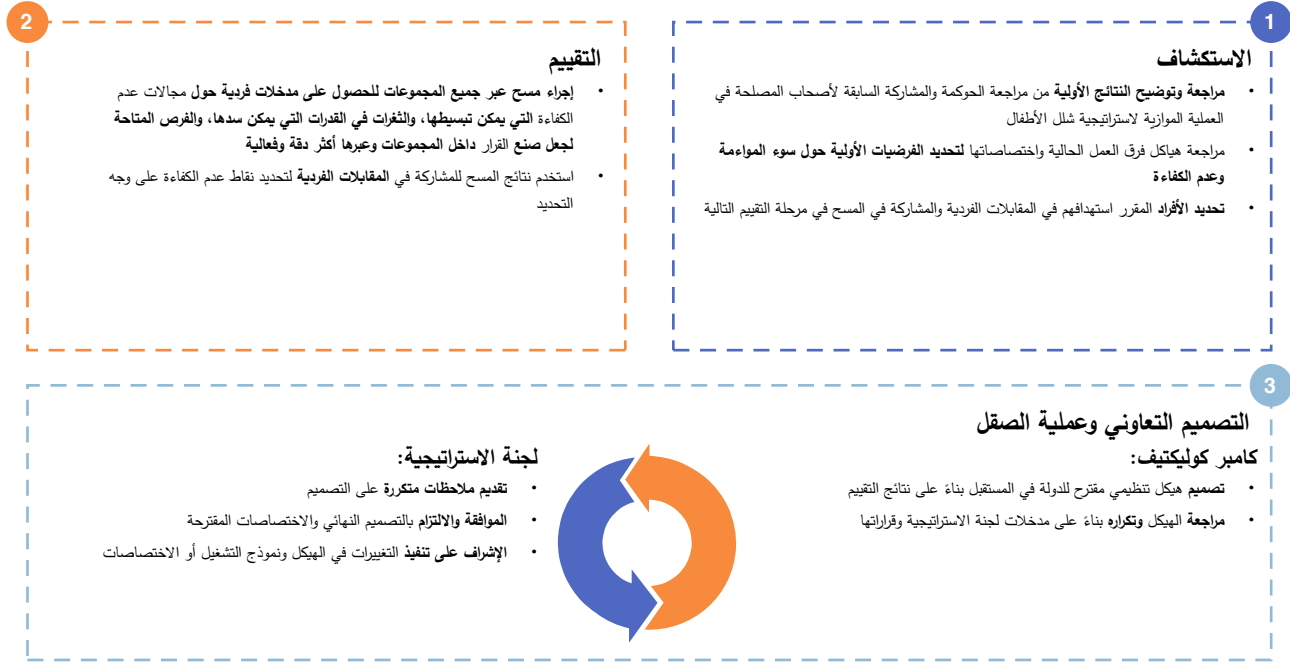 1
الاستكشاف
• مراجعة وتوضيح النتائج الأولية من مراجعة الحوكمة والمشاركة السابقة لأصحاب المصلحة في
العملية الموازية لاستراتيجية شلل الأطفال
• مراجعة هياكل فرق العمل الحالية واختصاصاتها لتحديد الفرضيات الأولية حول سوء المواءمة
وعدم الكفاءة
• تحديد الأفراد المقرر استهدافهم في المقابلات الفردية والمشاركة في المسح في مرحلة التقييم التالية
2
التقييم
• إجراء مسح عبر جميع المجموعات للحصول على مدخلات فردية حول مجالات عدم
الكفاءة التي يمكن تبسيطها، والثغرات في القدرات التي يمكن سدها، والفرص المتاحة
لجعل صنع القرار داخل المجموعات وعبرها أكثر دقة وفعالية
• استخدم نتائج المسح للمشاركة في المقابلات الفردية لتحديد نقاط عدم الكفاءة على وجه
التحديد
3
التصميم التعاوني وعملية الصقل
كامبر كوليكتيف:
• تصميم هيكل تنظيمي مقترح للدولة في المستقبل بناءً على نتائج التقييم
• مراجعة الهيكل وتكراره بناءً على مدخلات لجنة الاستراتيجية وقراراتها
لجنة الاستراتيجية:
• تقديم ملاحظات متكررة على التصميم
• الموافقة والالتزام بالتصميم النهائي والاختصاصات المقترحة
• الإشراف على تنفيذ التغييرات في الهيكل ونموذج التشغيل أو الاختصاصات